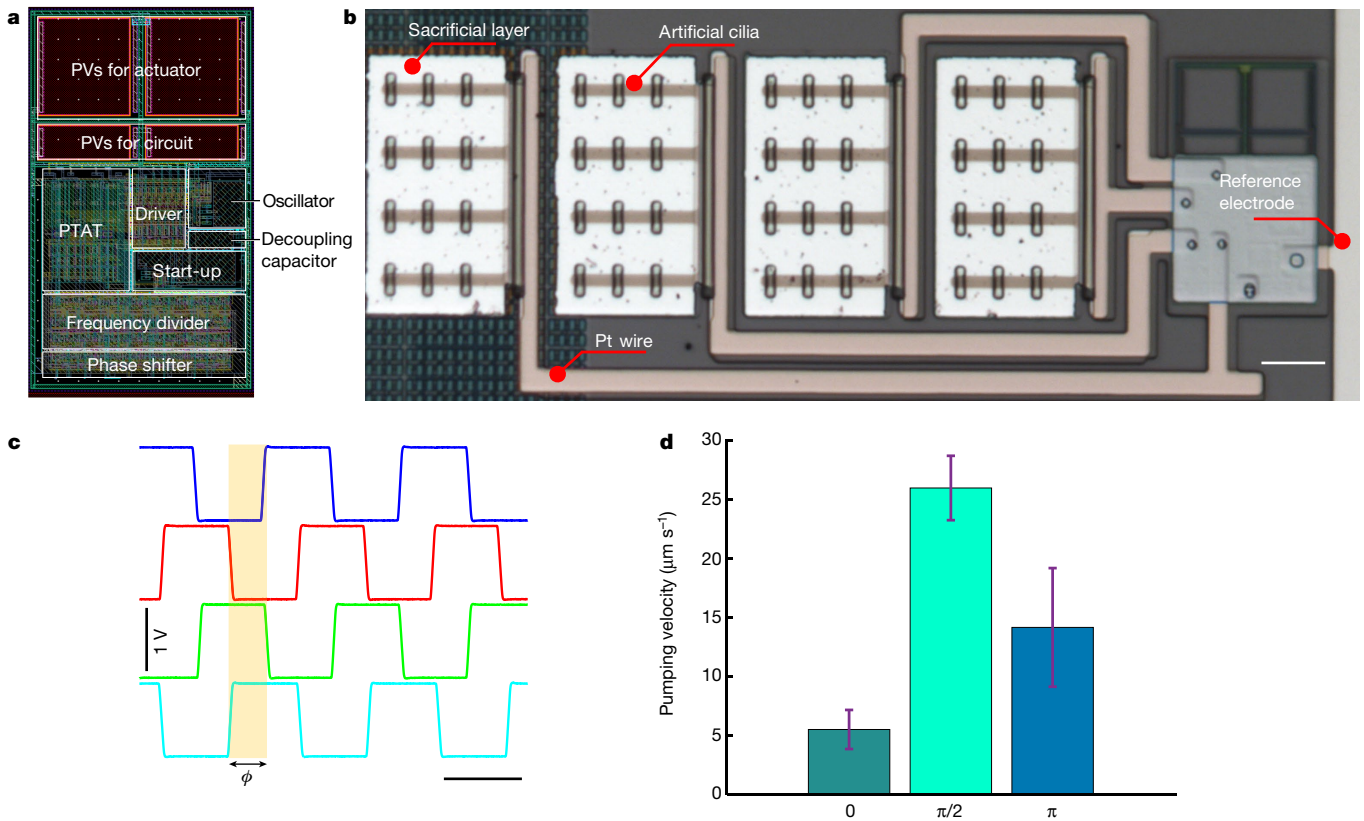 a
PVs for actuator
PVs for circuit
PTAT
Driver
Oscillator
Decoupling
capacitor
Start-up
Frequency divider
Phase shifter
b
Sacrificial layer
Artificial cilia
Reference
electrode
Pt wire
c
1 V
ϕ
d
Pumping velocity (μm s⁻¹)
30
25
20
15
10
5
0
0
π/2
π